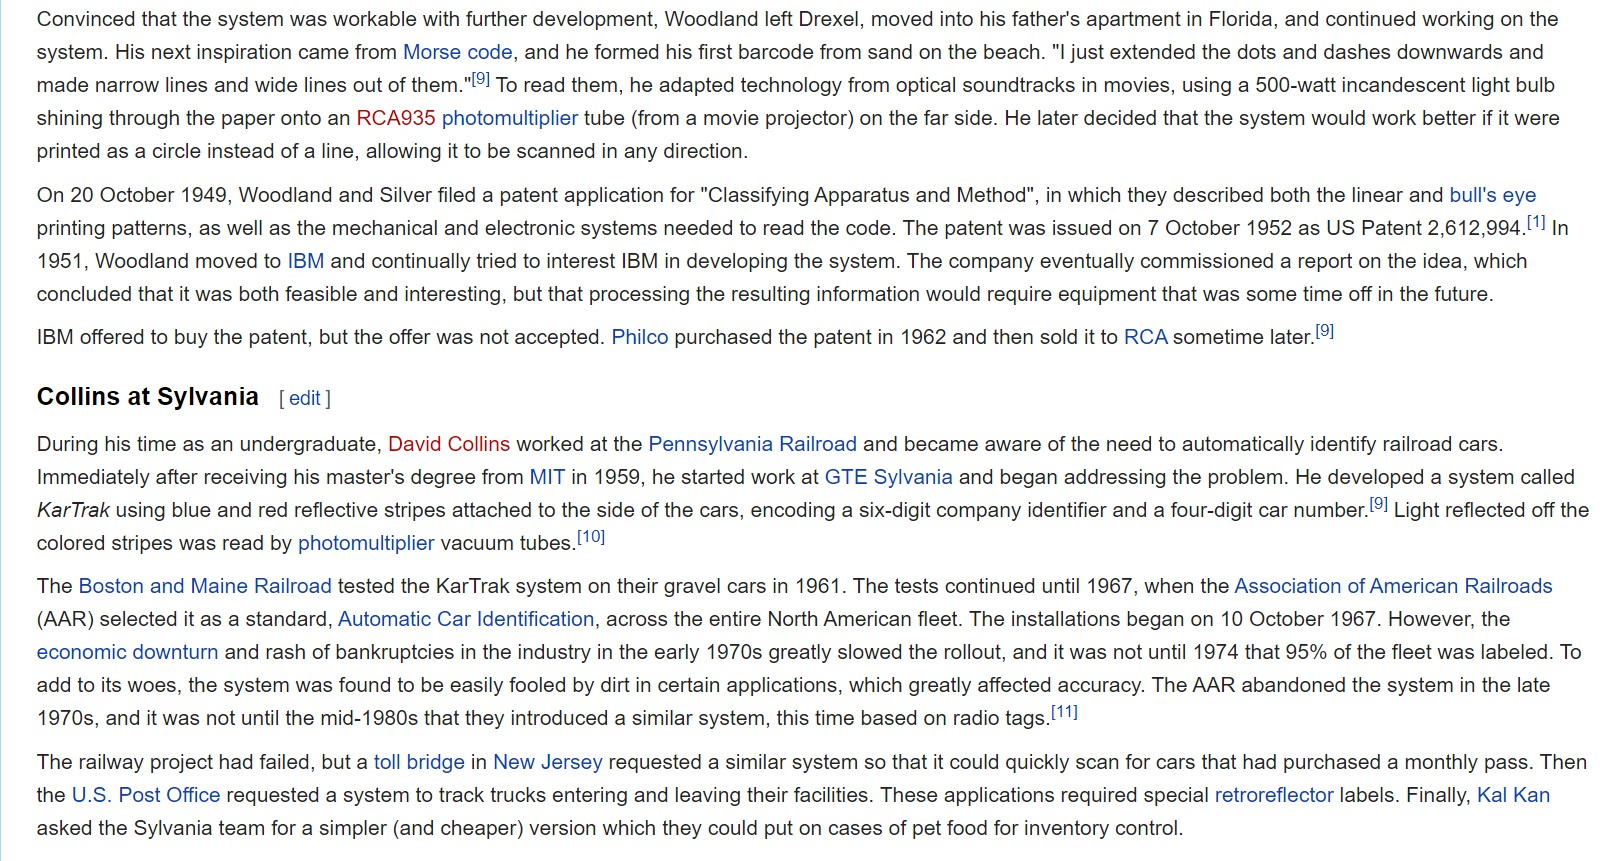 Convinced that the system was workable with further development, Woodland left Drexel, moved into his father's apartment in Florida, and continued working on the
system. His next inspiration came from Morse code, and he formed his first barcode from sand on the beach. "I just extended the dots and dashes downwards and
made narrow lines and wide lines out of them."[9] To read them, he adapted technology from optical soundtracks in movies, using a 500-watt incandescent light bulb
shining through the paper onto an RCA935 photomultiplier tube (from a movie projector) on the far side. He later decided that the system would work better if it were
printed as a circle instead of a line, allowing it to be scanned in any direction.
On 20 October 1949, Woodland and Silver filed a patent application for "Classifying Apparatus and Method", in which they described both the linear and bull's eye
printing patterns, as well as the mechanical and electronic systems needed to read the code. The patent was issued on 7 October 1952 as US Patent 2,612,994.[1] In
1951, Woodland moved to IBM and continually tried to interest IBM in developing the system. The company eventually commissioned a report on the idea, which
concluded that it was both feasible and interesting, but that processing the resulting information would require equipment that was some time off in the future.
IBM offered to buy the patent, but the offer was not accepted. Philco purchased the patent in 1962 and then sold it to RCA sometime later.[9]
Collins at Sylvania [ edit ]
During his time as an undergraduate, David Collins worked at the Pennsylvania Railroad and became aware of the need to automatically identify railroad cars.
Immediately after receiving his master's degree from MIT in 1959, he started work at GTE Sylvania and began addressing the problem. He developed a system called
KarTrak using blue and red reflective stripes attached to the side of the cars, encoding a six-digit company identifier and a four-digit car number.[9] Light reflected off the
colored stripes was read by photomultiplier vacuum tubes.[10]
The Boston and Maine Railroad tested the KarTrak system on their gravel cars in 1961. The tests continued until 1967, when the Association of American Railroads
(AAR) selected it as a standard, Automatic Car Identification, across the entire North American fleet. The installations began on 10 October 1967. However, the
economic downturn and rash of bankruptcies in the industry in the early 1970s greatly slowed the rollout, and it was not until 1974 that 95% of the fleet was labeled. To
add to its woes, the system was found to be easily fooled by dirt in certain applications, which greatly affected accuracy. The AAR abandoned the system in the late
1970s, and it was not until the mid-1980s that they introduced a similar system, this time based on radio tags.[11]
The railway project had failed, but a toll bridge in New Jersey requested a similar system so that it could quickly scan for cars that had purchased a monthly pass. Then
the U.S. Post Office requested a system to track trucks entering and leaving their facilities. These applications required special retroreflector labels. Finally, Kal Kan
asked the Sylvania team for a simpler (and cheaper) version which they could put on cases of pet food for inventory control.